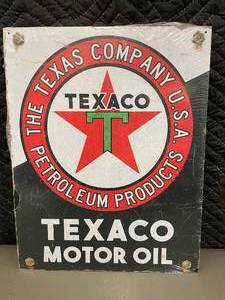 THE TEXAS COMPANY U.S.A.
TEXACO
T
PETROLEUM PRODUCTS
TEXACO
MOTOR OIL